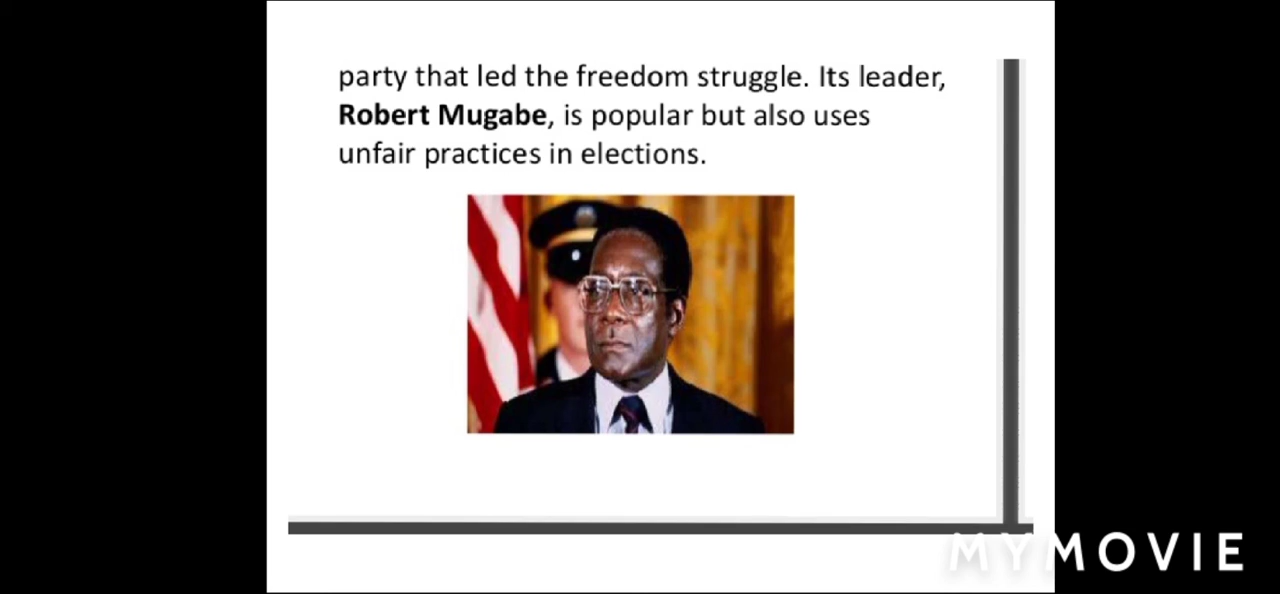 party that led the freedom struggle. Its leader,
Robert Mugabe, is popular but also uses
unfair practices in elections.
MYMOVIE